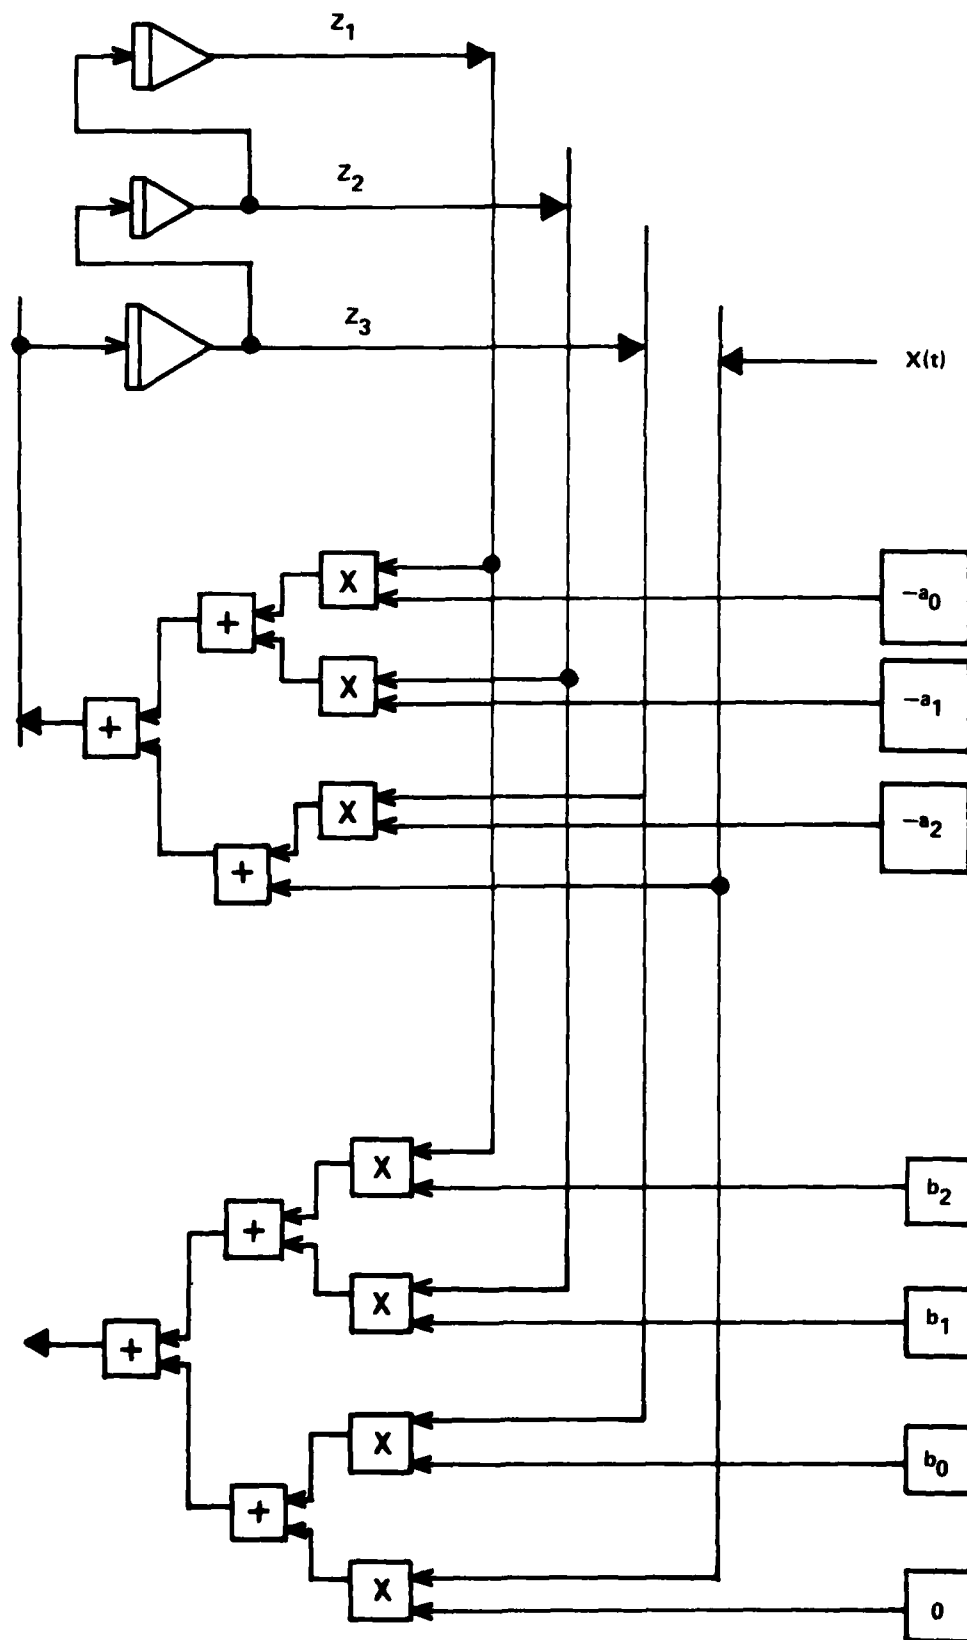 Z1
Z2
Z3
X(t)
X
−a0
+
X
−a1
+
X
−a2
+
X
b2
+
X
b1
+
X
b0
+
X
0